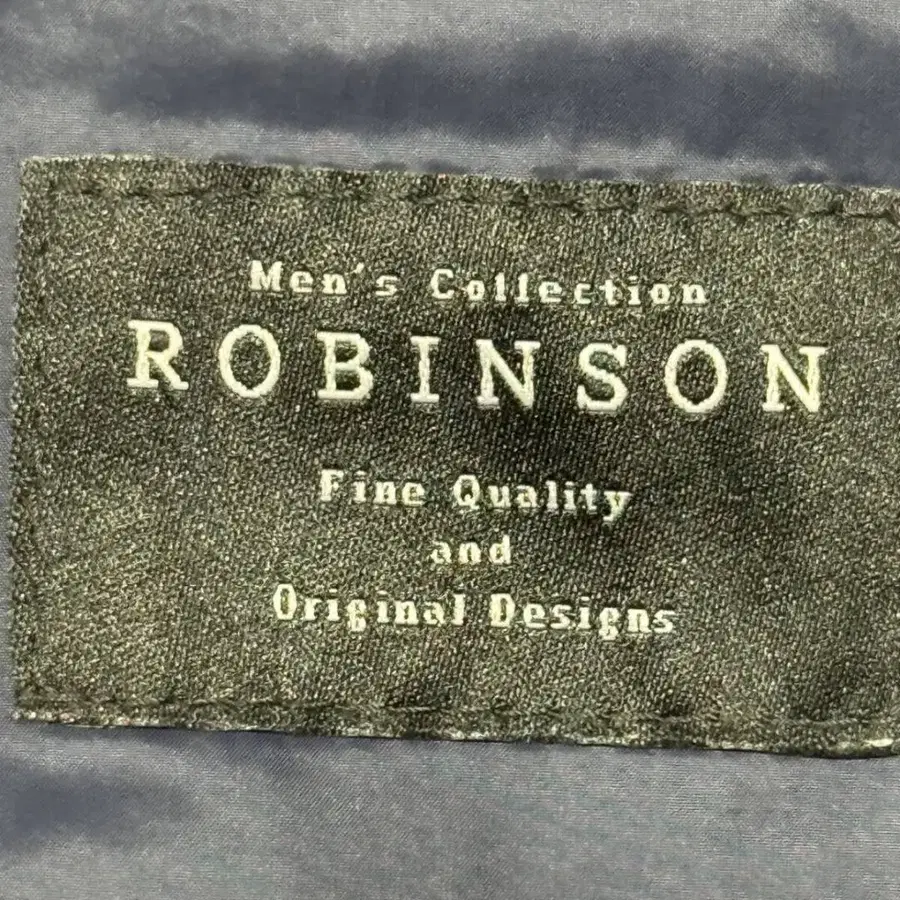 Men's Collection
ROBINSON
Fine Quality
and
Original Designs